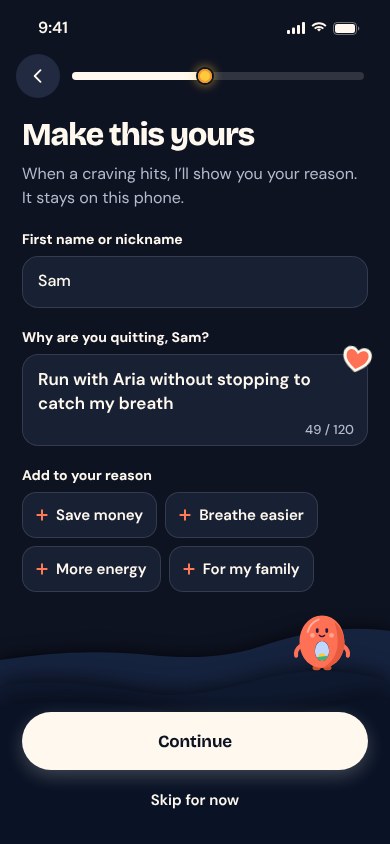 9:41
Make this yours
When a craving hits, I’ll show you your reason.
It stays on this phone.
First name or nickname
Sam
Why are you quitting, Sam?
Run with Aria without stopping to
catch my breath
49 / 120
Add to your reason
+ Save money
+ Breathe easier
+ More energy
+ For my family
Continue
Skip for now